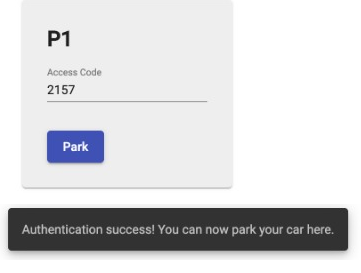 P1
Access Code
2157
Park
Authentication success! You can now park your car here.